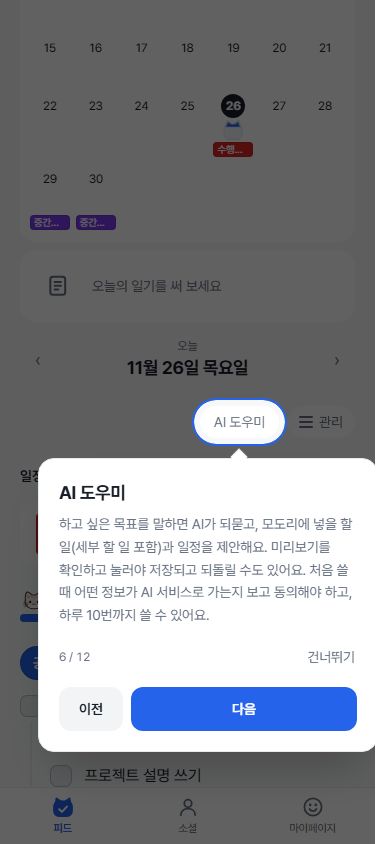 15 16 17 18 19 20 21
22 23 24 25 26 27 28
수행...
29 30
중간... 중간...
오늘의 일기를 써 보세요
오늘
‹ 11월 26일 목요일 ›
AI 도우미 관리
AI 도우미
하고 싶은 목표를 말하면 AI가 되묻고, 모도리에 넣을 할
일(세부 할 일 포함)과 일정을 제안해요. 미리보기를
확인하고 눌러야 저장되고 되돌릴 수도 있어요. 처음 쓸
때 어떤 정보가 AI 서비스로 가는지 보고 동의해야 하고,
하루 10번까지 쓸 수 있어요.
6 / 12 건너뛰기
이전 다음
프로젝트 설명 쓰기
피드 소셜 마이페이지